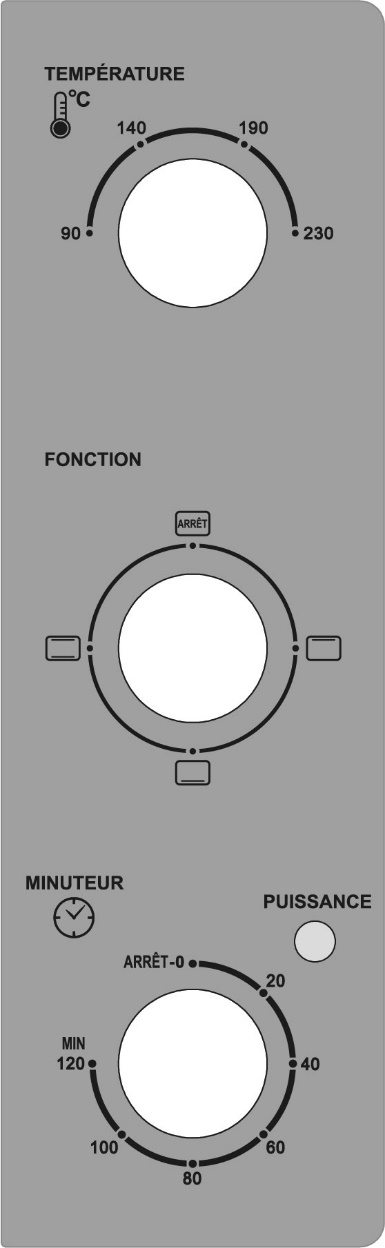 TEMPÉRATURE
°C
140 190
90 230
FONCTION
ARRÊT
MINUTEUR
PUISSANCE
ARRÊT-0
20
MIN
120 40
100 60
80